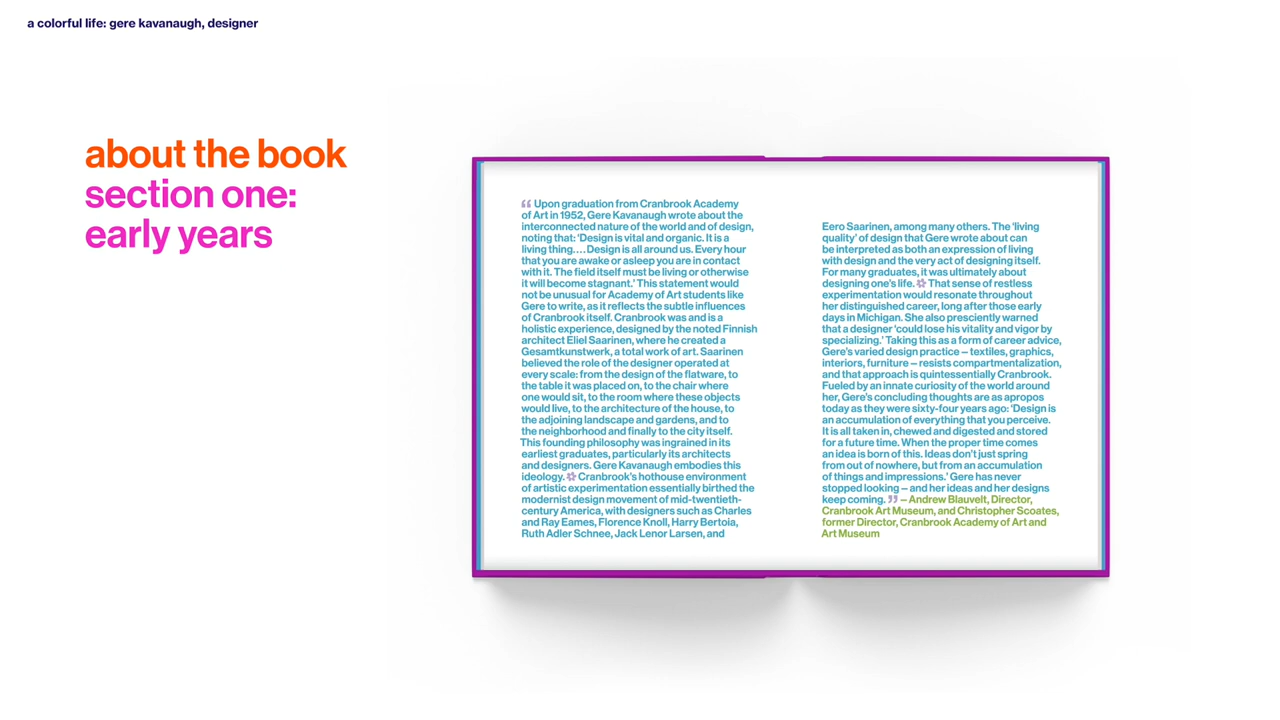 a colorful life: gere kavanaugh, designer
about the book
section one:
early years
“ Upon graduation from Cranbrook Academy
of Art in 1952, Gere Kavanaugh wrote about the
interconnected nature of the world and of design,
noting that: ‘Design is vital and organic. It is a
living thing.... Design is all around us. Every hour
that you are awake or asleep you are in contact
with it. The field itself must be living or otherwise
it will become stagnant.’ This statement would
not be unusual for Academy of Art students like
Gere to write, as it reflects the subtle influences
of Cranbrook itself. Cranbrook was and is a
holistic experience, designed by the noted Finnish
architect Eliel Saarinen, where he created a
Gesamtkunstwerk, a total work of art. Saarinen
believed the role of the designer operated at
every scale: from the design of the flatware, to
the table it was placed on, to the chair where
one would sit, to the room where these objects
would live, to the architecture of the house, to
the adjoining landscape and gardens, and to
the neighborhood and finally to the city itself.
This founding philosophy was ingrained in its
earliest graduates, particularly its architects
and designers. Gere Kavanaugh embodies this
ideology. ✽ Cranbrook’s hothouse environment
of artistic experimentation essentially birthed the
modernist design movement of mid-twentieth-
century America, with designers such as Charles
and Ray Eames, Florence Knoll, Harry Bertoia,
Ruth Adler Schnee, Jack Lenor Larsen, and
Eero Saarinen, among many others. The ‘living
quality’ of design that Gere wrote about can
be interpreted as both an expression of living
with design and the very act of designing itself.
For many graduates, it was ultimately about
designing one’s life. ✽ That sense of restless
experimentation would resonate throughout
her distinguished career, long after those early
days in Michigan. She also presciently warned
that a designer ‘could lose his vitality and vigor by
specializing.’ Taking this as a form of career advice,
Gere’s varied design practice – textiles, graphics,
interiors, furniture – resists compartmentalization,
and that approach is quintessentially Cranbrook.
Fueled by an innate curiosity of the world around
her, Gere’s concluding thoughts are as apropos
today as they were sixty-four years ago: ‘Design is
an accumulation of everything that you perceive.
It is all taken in, chewed and digested and stored
for a future time. When the proper time comes
an idea is born of this. Ideas don’t just spring
from out of nowhere, but from an accumulation
of things and impressions.’ Gere has never
stopped looking – and her ideas and her designs
keep coming. ” – Andrew Blauvelt, Director,
Cranbrook Art Museum, and Christopher Scoates,
former Director, Cranbrook Academy of Art and
Art Museum